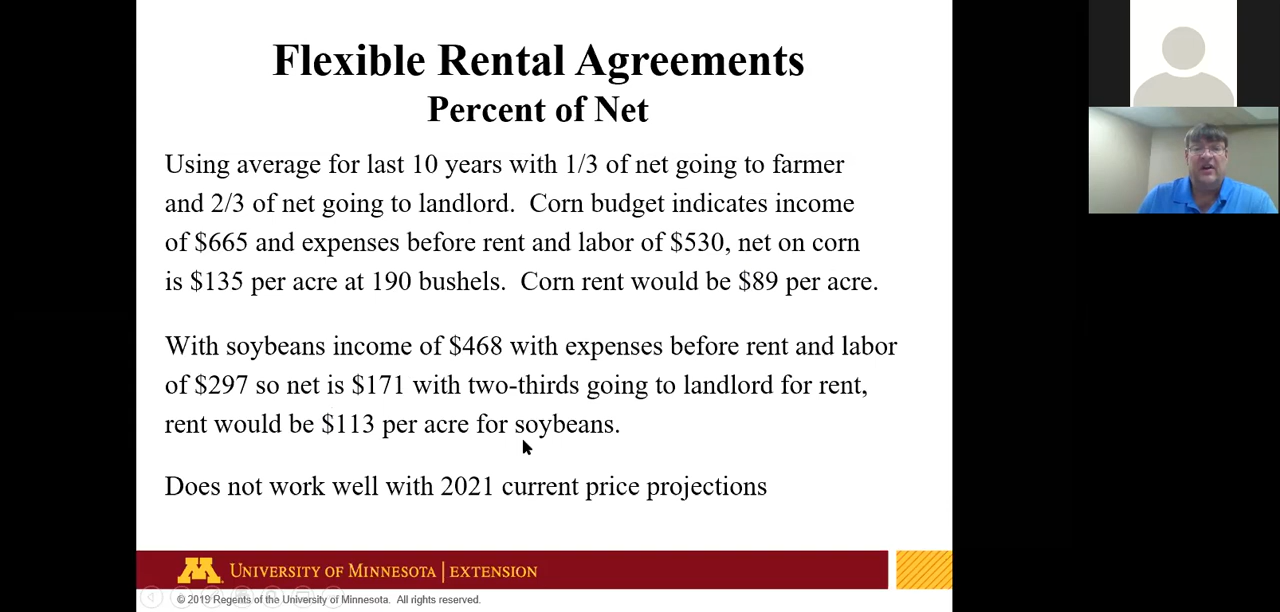 Flexible Rental Agreements
Percent of Net
Using average for last 10 years with 1/3 of net going to farmer
and 2/3 of net going to landlord.  Corn budget indicates income
of $665 and expenses before rent and labor of $530, net on corn
is $135 per acre at 190 bushels.  Corn rent would be $89 per acre.
With soybeans income of $468 with expenses before rent and labor
of $297 so net is $171 with two-thirds going to landlord for rent,
rent would be $113 per acre for soybeans.
Does not work well with 2021 current price projections
M UNIVERSITY OF MINNESOTA | EXTENSION
© 2019 Regents of the University of Minnesota.  All rights reserved.